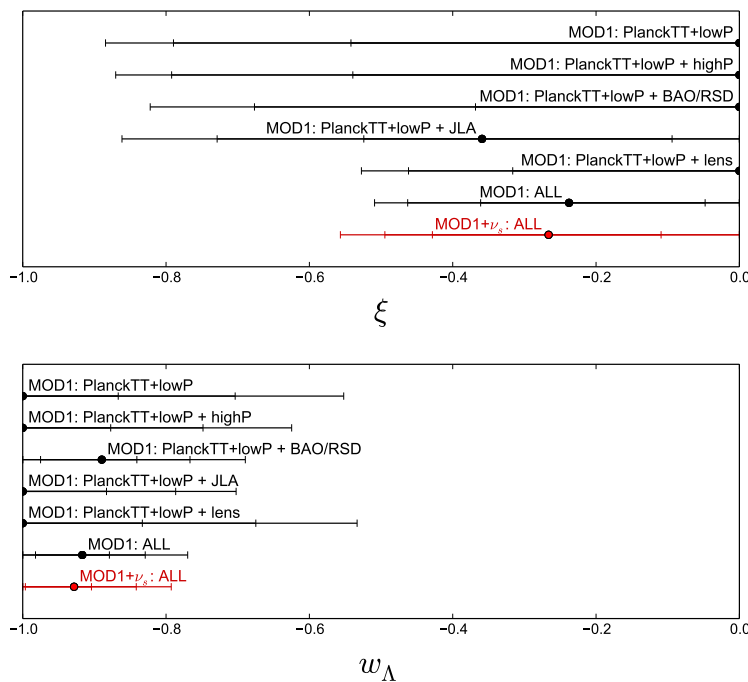 MOD1: PlanckTT+lowP
MOD1: PlanckTT+lowP + highP
MOD1: PlanckTT+lowP + BAO/RSD
MOD1: PlanckTT+lowP + JLA
MOD1: PlanckTT+lowP + lens
MOD1: ALL
MOD1+νs: ALL
−1.0 −0.8 −0.6 −0.4 −0.2 0.0
ξ
MOD1: PlanckTT+lowP
MOD1: PlanckTT+lowP + highP
MOD1: PlanckTT+lowP + BAO/RSD
MOD1: PlanckTT+lowP + JLA
MOD1: PlanckTT+lowP + lens
MOD1: ALL
MOD1+νs: ALL
−1.0 −0.8 −0.6 −0.4 −0.2 0.0
wΛ